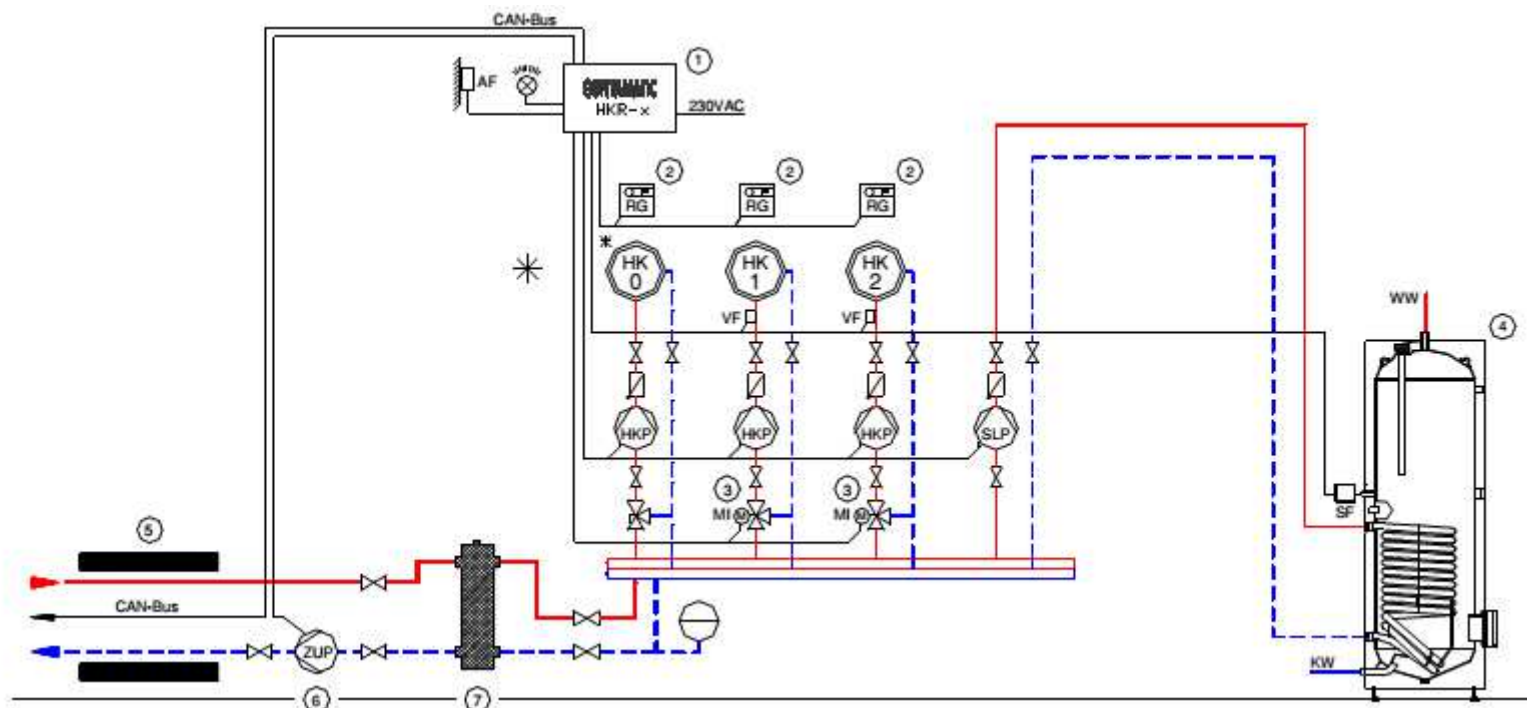 CAN-Bus
1
AF
HKR-x
230VAC
2 2 2
RG RG RG
HK 0
HK 1
HK 2
WW
4
VF VF
HKP HKP HKP SLP
3 3
SF
MI M MI M
5
CAN-Bus
ZUP
KW
6 7